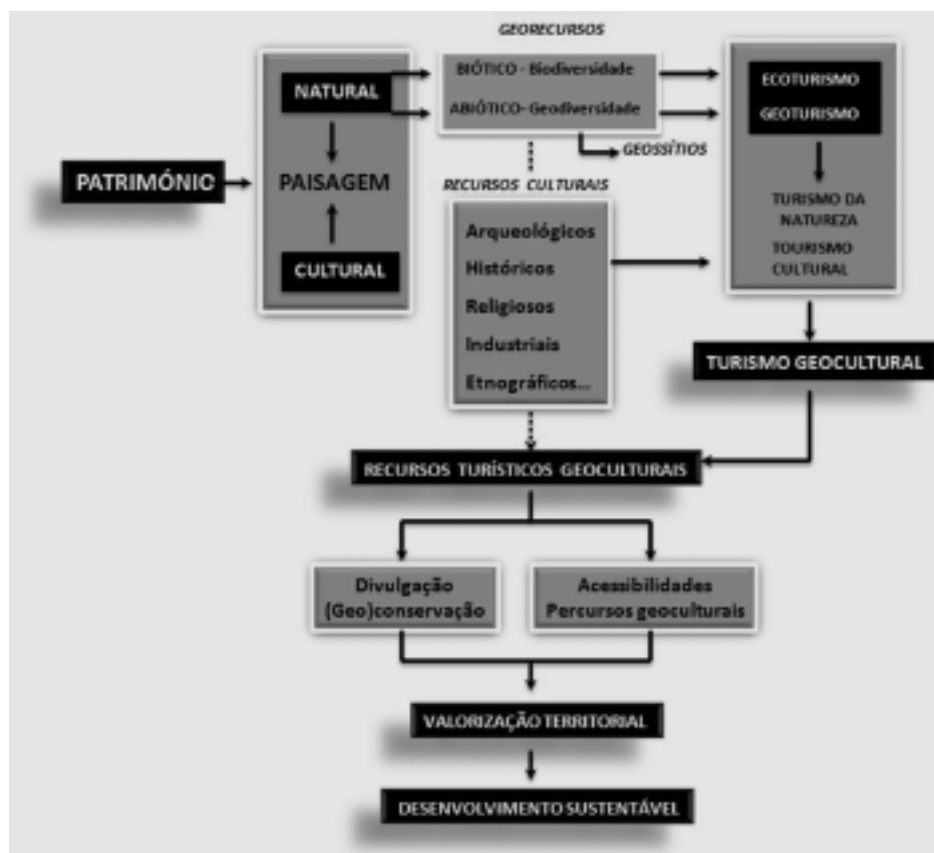 GEORECURSOS
NATURAL
BIÓTICO - Biodiversidade
ABIÓTICO- Geodiversidade
GEOSSÍTIOS
ECOTURISMO
GEOTURISMO
PATRIMÓNIO
PAISAGEM
CULTURAL
RECURSOS CULTURAIS
Arqueológicos
Históricos
Religiosos
Industriais
Etnográficos...
TURISMO DA
NATUREZA
TOURISMO
CULTURAL
TURISMO GEOCULTURAL
RECURSOS TURÍSTICOS GEOCULTURAIS
Divulgação
(Geo)conservação
Acessibilidades
Percursos geoculturais
VALORIZAÇÃO TERRITORIAL
DESENVOLVIMENTO SUSTENTÁVEL